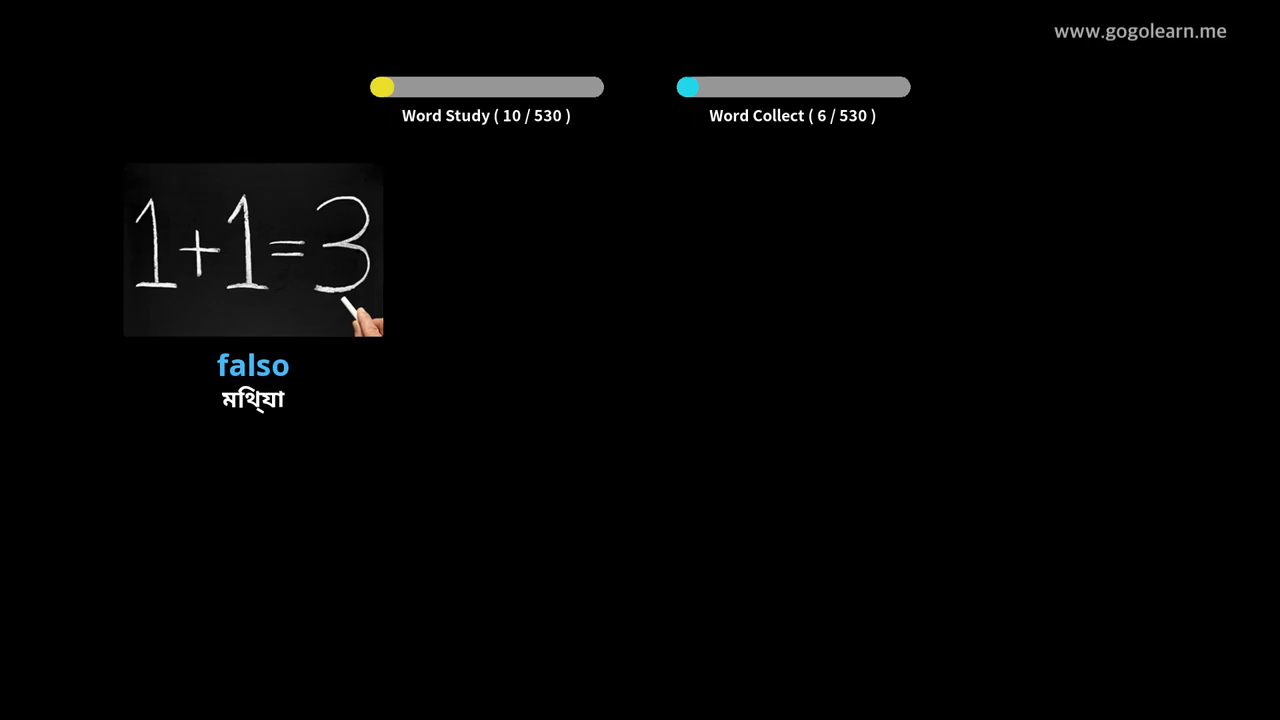 www.gogolearn.me
Word Study ( 10 / 530 )
Word Collect ( 6 / 530 )
1+1=3
falso
মিথ্যা